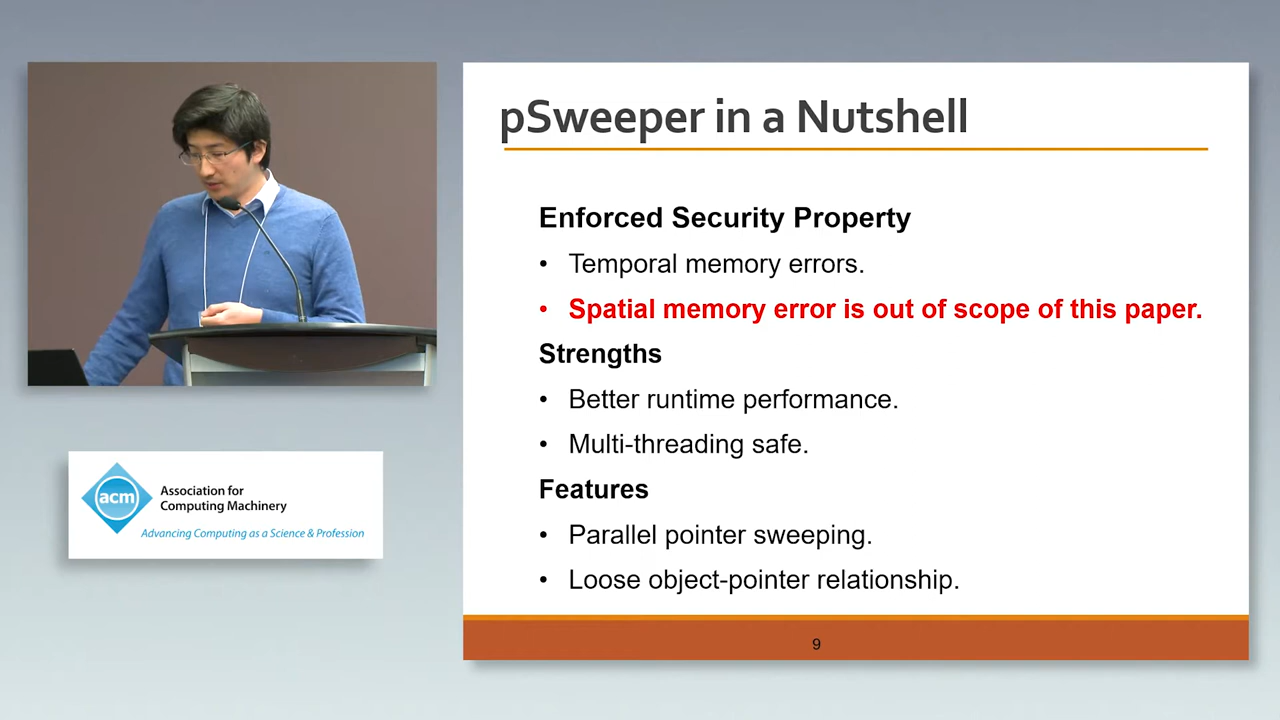 pSweeper in a Nutshell
Enforced Security Property
• Temporal memory errors.
• Spatial memory error is out of scope of this paper.
Strengths
• Better runtime performance.
• Multi-threading safe.
Features
• Parallel pointer sweeping.
• Loose object-pointer relationship.
9
acm
Association for
Computing Machinery
Advancing Computing as a Science & Profession